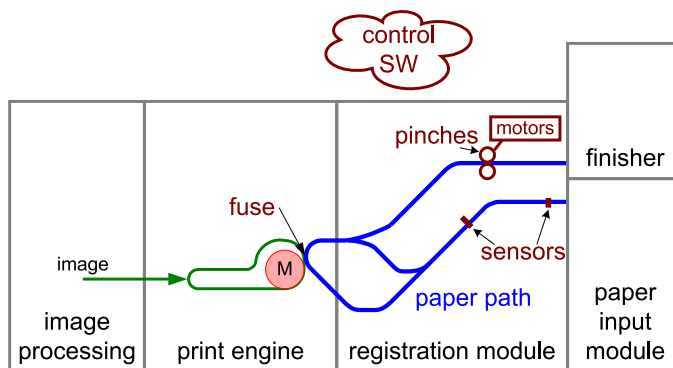 control
SW
motors
pinches
finisher
fuse
sensors
image
M
paper path
image
processing
print engine
registration module
paper
input
module